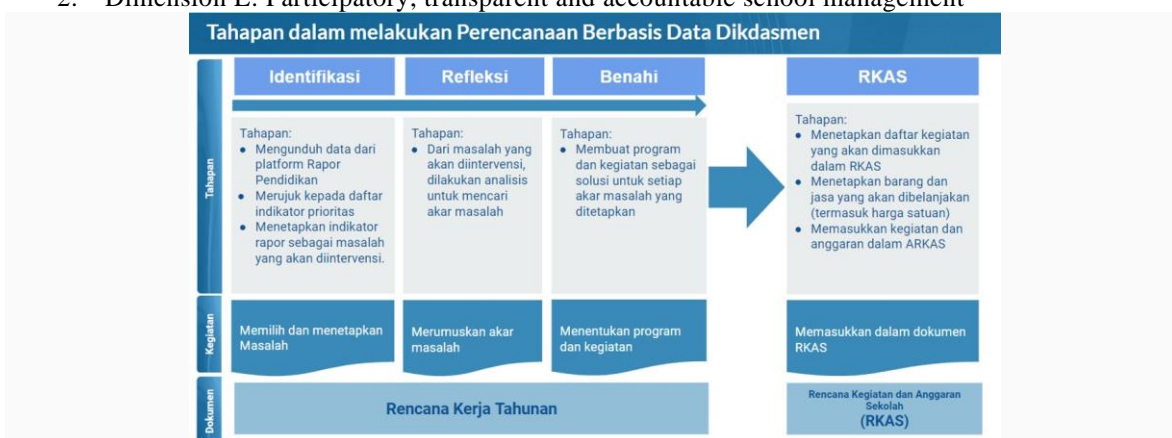 2. Dimension E: Participatory, transparent and accountable school management
Tahapan dalam melakukan Perencanaan Berbasis Data Dikdasmen
Tahapan
Identifikasi
Tahapan:
• Mengunduh data dari
platform Rapor
Pendidikan
• Merujuk kepada daftar
indikator prioritas
• Menetapkan indikator
rapor sebagai masalah
yang akan diintervensi.
Refleksi
Tahapan:
• Dari masalah yang
akan diintervensi,
dilakukan analisis
untuk mencari
akar masalah
Benahi
Tahapan:
• Membuat program
dan kegiatan sebagai
solusi untuk setiap
akar masalah yang
ditetapkan
RKAS
Tahapan:
• Menetapkan daftar kegiatan
yang akan dimasukkan
dalam RKAS
• Menetapkan barang dan
jasa yang akan dibelanjakan
(termasuk harga satuan)
• Memasukkan kegiatan dan
anggaran dalam ARKAS
Kegiatan
Memilih dan menetapkan
Masalah
Merumuskan akar
masalah
Menentukan program
dan kegiatan
Memasukkan dalam dokumen
RKAS
Dokumen
Rencana Kerja Tahunan
Rencana Kegiatan dan Anggaran
Sekolah
(RKAS)